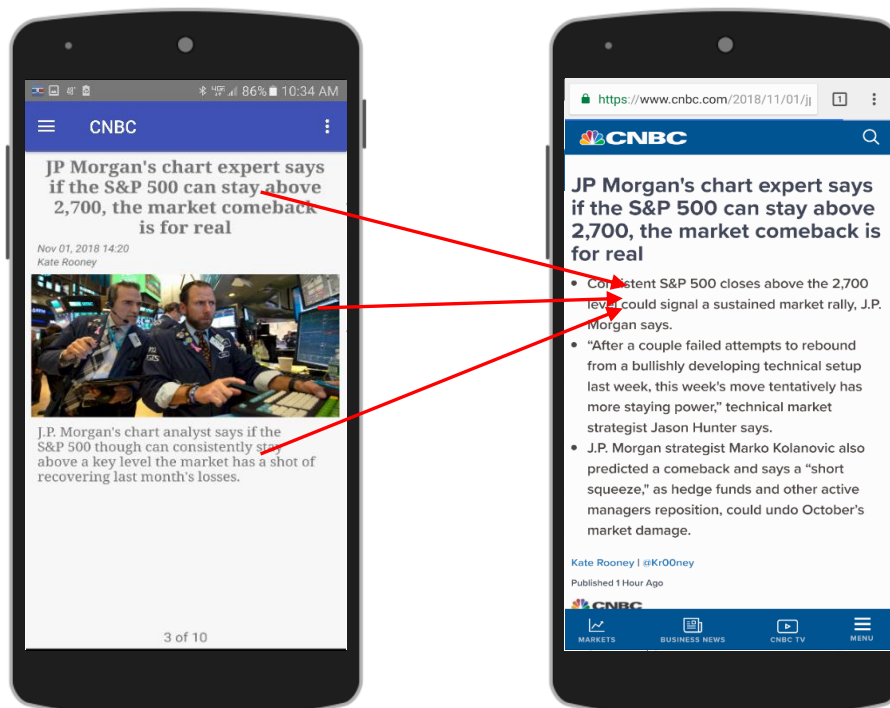 86% 10:34 AM
CNBC
JP Morgan's chart expert says
if the S&P 500 can stay above
2,700, the market comeback
is for real
Nov 01, 2018 14:20
Kate Rooney
J.P. Morgan's chart analyst says if the
S&P 500 though can consistently stay
above a key level the market has a shot of
recovering last month's losses.
3 of 10
https://www.cnbc.com/2018/11/01/j
1
CNBC
JP Morgan's chart expert says
if the S&P 500 can stay above
2,700, the market comeback is
for real
• Consistent S&P 500 closes above the 2,700
level could signal a sustained market rally, J.P.
Morgan says.
• “After a couple failed attempts to rebound
from a bullishly developing technical setup
last week, this week's move tentatively has
more staying power,” technical market
strategist Jason Hunter says.
• J.P. Morgan strategist Marko Kolanovic also
predicted a comeback and says a “short
squeeze,” as hedge funds and other active
managers reposition, could undo October’s
market damage.
Kate Rooney | @Kr00ney
Published 1 Hour Ago
CNBC
MARKETS
BUSINESS NEWS
CNBC TV
MENU